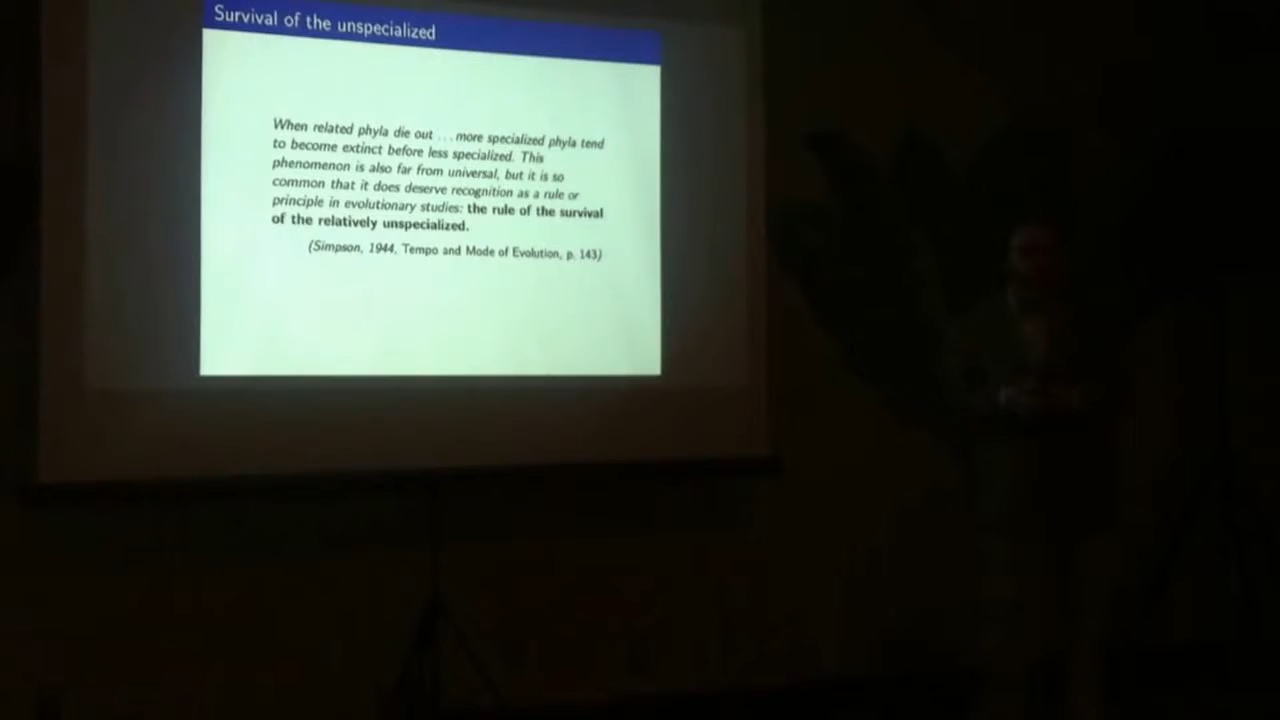 Survival of the unspecialized
When related phyla die out ... more specialized phyla tend
to become extinct before less specialized. This
phenomenon is also far from universal, but it is so
common that it does deserve recognition as a rule or
principle in evolutionary studies: the rule of the survival
of the relatively unspecialized.
(Simpson, 1944, Tempo and Mode of Evolution, p. 143)